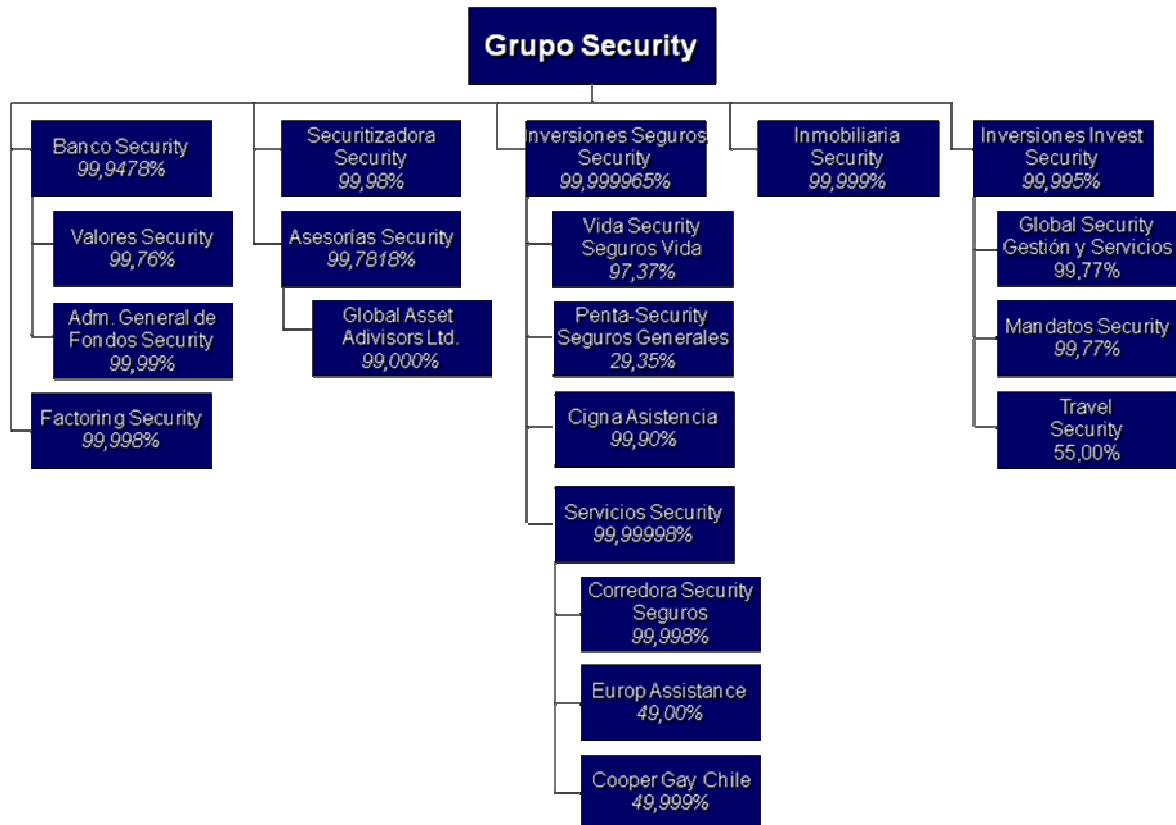 Grupo Security
Banco Security
99,9478%
Valores Security
99,76%
Adm. General de
Fondos Security
99,99%
Factoring Security
99,998%
Securitizadora
Security
99,98%
Asesorías Security
99,7818%
Global Asset
Adivisors Ltd.
99,000%
Inversiones Seguros
Security
99,999965%
Vida Security
Seguros Vida
97,37%
Penta-Security
Seguros Generales
29,35%
Cigna Asistencia
99,90%
Servicios Security
99,99998%
Corredora Security
Seguros
99,998%
Europ Assistance
49,00%
Cooper Gay Chile
49,999%
Inmobiliaria
Security
99,999%
Inversiones Invest
Security
99,995%
Global Security
Gestión y Servicios
99,77%
Mandatos Security
99,77%
Travel
Security
55,00%